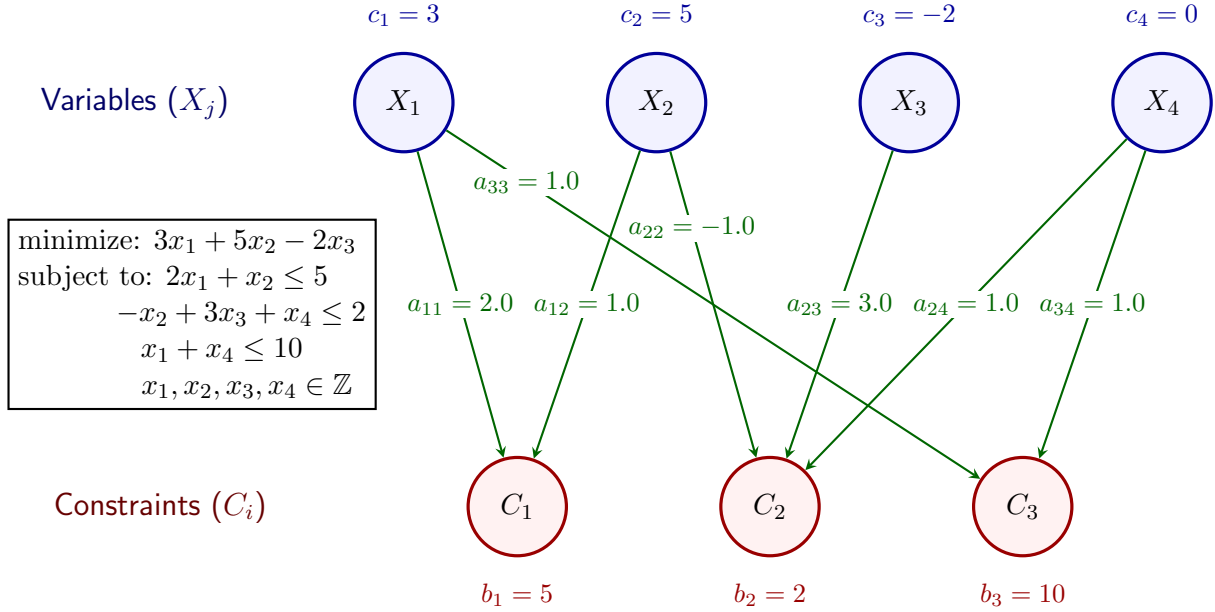 c₁ = 3 c₂ = 5 c₃ = −2 c₄ = 0
Variables (Xⱼ) X₁ X₂ X₃ X₄
a₃₃ = 1.0
a₂₂ = −1.0
minimize: 3x₁ + 5x₂ − 2x₃
subject to: 2x₁ + x₂ ≤ 5
−x₂ + 3x₃ + x₄ ≤ 2
x₁ + x₄ ≤ 10
x₁, x₂, x₃, x₄ ∈ ℤ
a₁₁ = 2.0 a₁₂ = 1.0 a₂₃ = 3.0 a₂₄ = 1.0 a₃₄ = 1.0
Constraints (Cᵢ) C₁ C₂ C₃
b₁ = 5 b₂ = 2 b₃ = 10